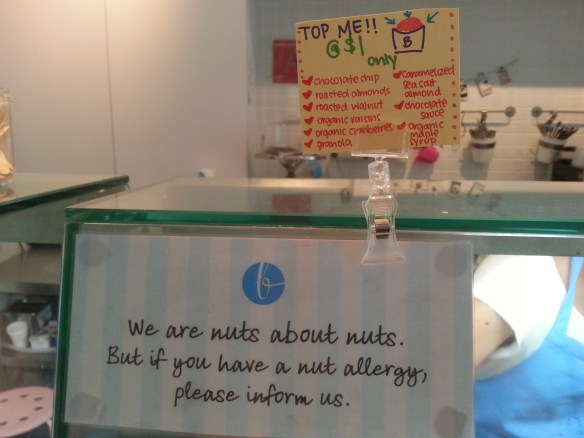 TOP ME!!
@ $1
only
B
chocolate chip
roasted almonds
roasted walnut
organic raisins
organic cranberries
granola
Caramelized
sea salt
almond
chocolate
sauce
organic
maple
syrup
b
We are nuts about nuts.
But if you have a nut allergy,
please inform us.